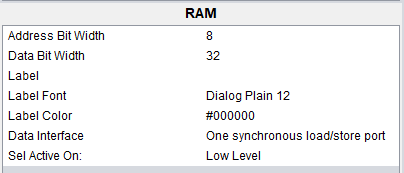 RAM
Address Bit Width 8
Data Bit Width 32
Label
Label Font Dialog Plain 12
Label Color #000000
Data Interface One synchronous load/store port
Sel Active On: Low Level